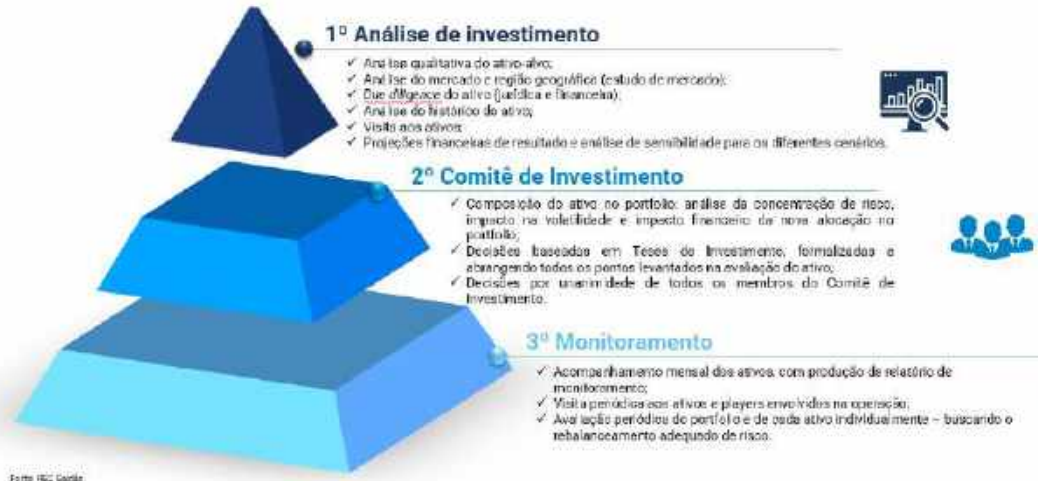 1º Análise de investimento
✓ Análise qualitativa do ativo-alvo;
✓ Análise do mercado e região geográfica (estudo de mercado);
✓ Due diligence do ativo (jurídica e financeira);
✓ Análise do histórico do ativo;
✓ Visita aos ativos;
✓ Projeções financeiras de resultado e análise de sensibilidade para os diferentes cenários.
2º Comitê de Investimento
✓ Composição do ativo no portfolio: análise da concentração de risco,
impacto na volatilidade e impacto financeiro da nova alocação no
portfolio;
✓ Decisões baseadas em Teses de Investimento, formalizadas e
abrangendo todos os pontos levantados na avaliação do ativo;
✓ Decisões por unanimidade de todos os membros do Comitê de
Investimento.
3º Monitoramento
✓ Acompanhamento mensal dos ativos, com produção de relatório de
monitoramento;
✓ Visita periódica aos ativos e players envolvidos na operação;
✓ Avaliação periódica do portfolio e de cada ativo individualmente – buscando o
rebalanceamento adequado de risco.
Gestão